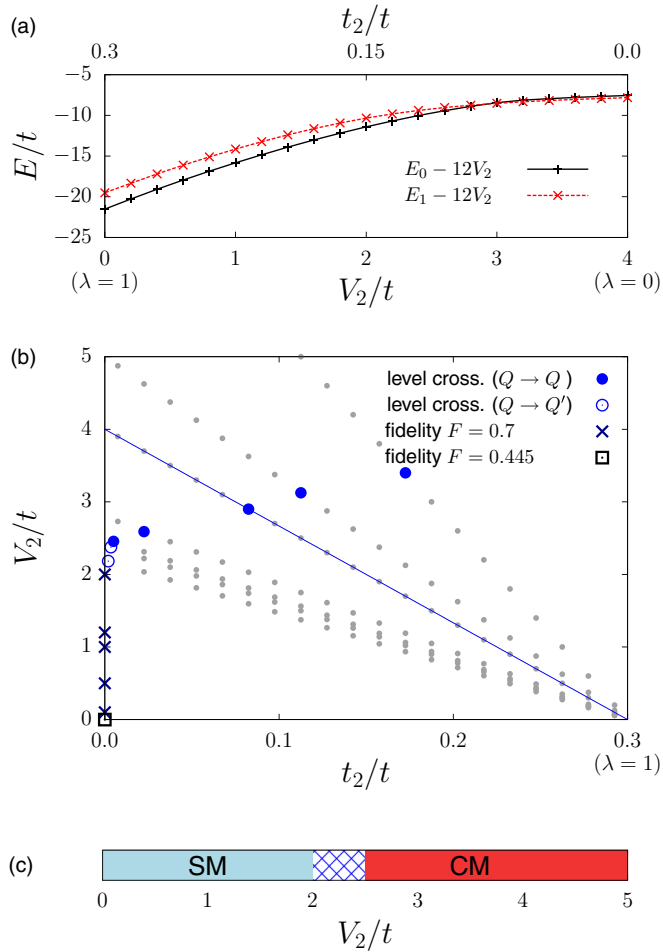 (a)
t₂/t
0.3 0.15 0.0
−5
−10
−15
−20
−25
E/t
E₀ − 12V₂
E₁ − 12V₂
0 1 2 3 4
(λ = 1) V₂/t (λ = 0)
(b)
5
4
3
2
1
0
V₂/t
level cross. (Q → Q )
level cross. (Q → Q′)
fidelity F = 0.7
fidelity F = 0.445
0.0 0.1 0.2 0.3
t₂/t (λ = 1)
(c) SM CM
0 1 2 3 4 5
V₂/t